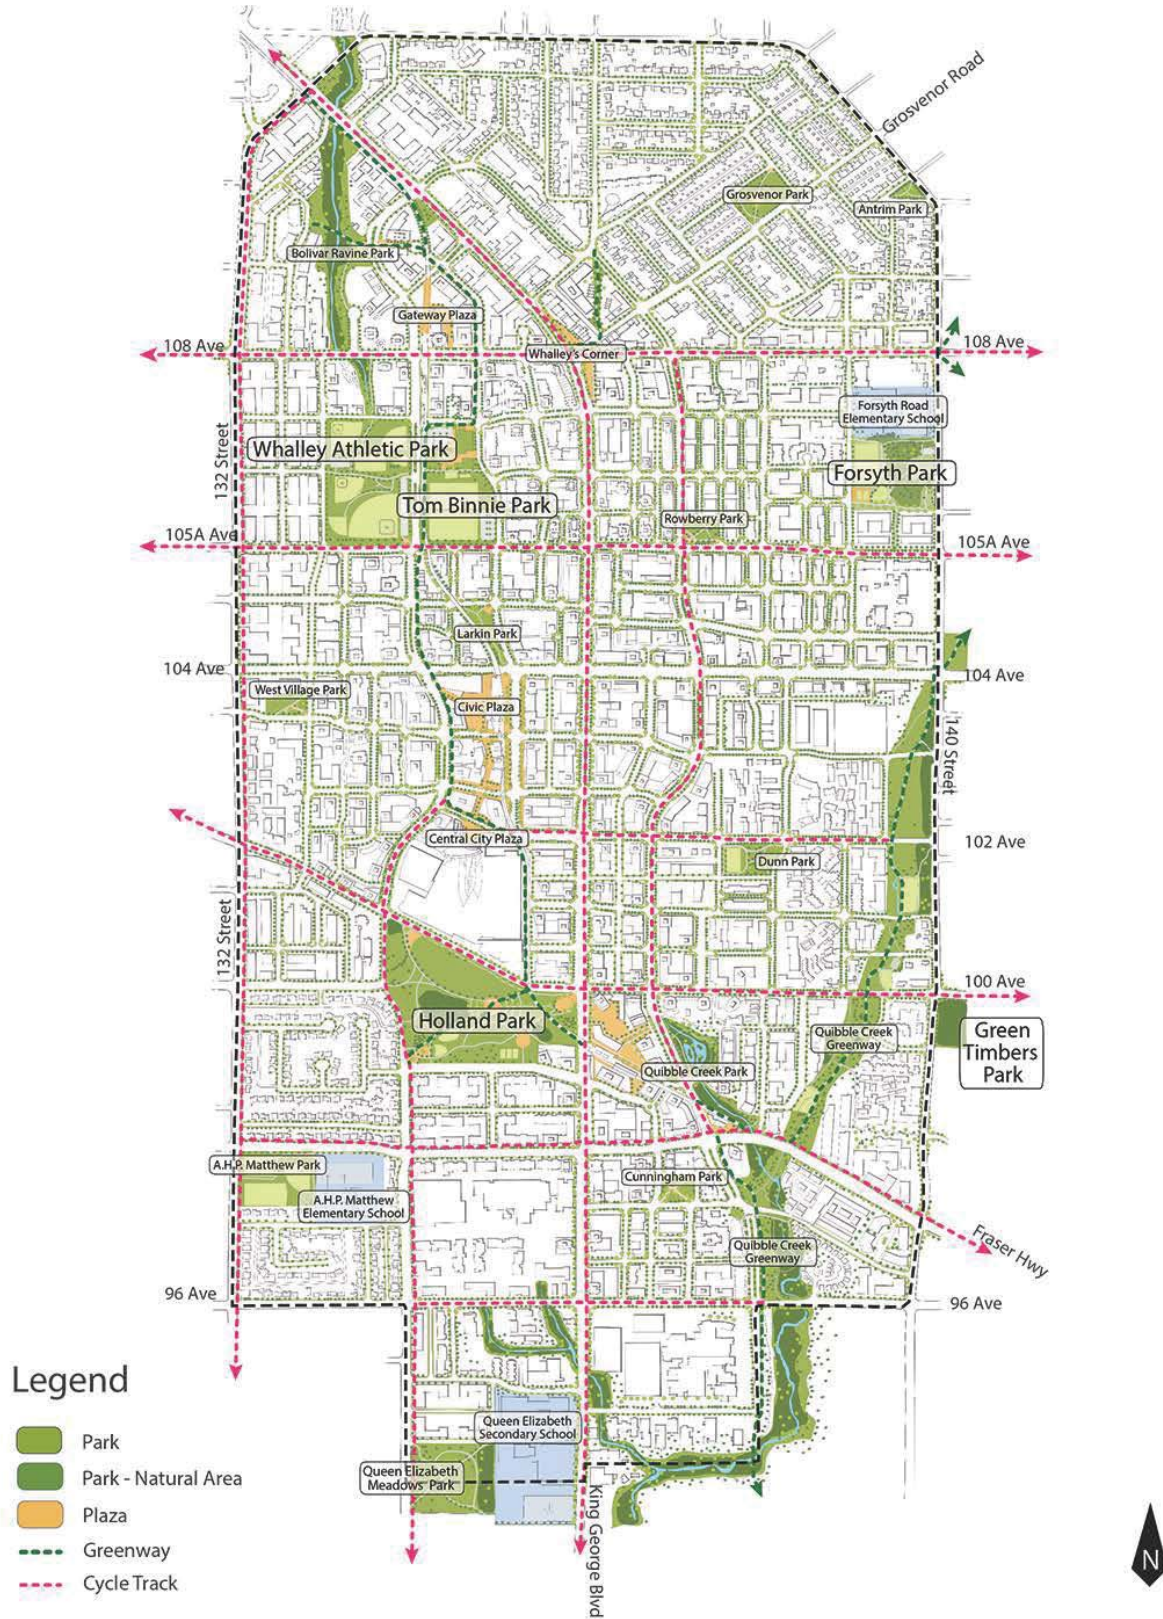 Grosvenor Road
Grosvenor Park
Antrim Park
Bolivar Ravine Park
Gateway Plaza
108 Ave
Whalley's Corner
108 Ave
Forsyth Road
Elementary School
132 Street
Whalley Athletic Park
Forsyth Park
Tom Binnie Park
Rowberry Park
105A Ave
105A Ave
Larkin Park
104 Ave
104 Ave
West Village Park
Civic Plaza
140 Street
Central City Plaza
102 Ave
Dunn Park
132 Street
100 Ave
Holland Park
Quibble Creek
Greenway
Green
Timbers
Park
Quibble Creek Park
A.H.P. Matthew Park
Cunningham Park
A.H.P. Matthew
Elementary School
Quibble Creek
Greenway
Fraser Hwy
96 Ave
96 Ave
Legend
Park
Park - Natural Area
Plaza
Greenway
Cycle Track
Queen Elizabeth
Secondary School
Queen Elizabeth
Meadows Park
King George Blvd
N